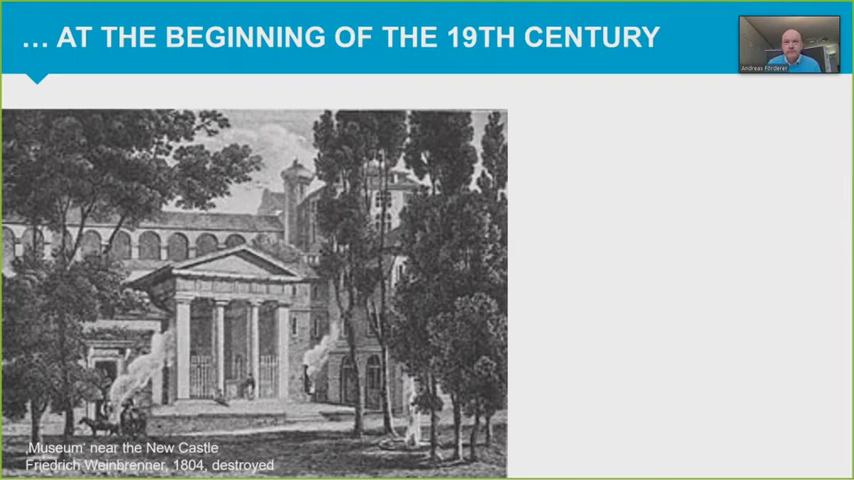 … AT THE BEGINNING OF THE 19TH CENTURY
Andreas Förderer
‚Museum' near the New Castle
Friedrich Weinbrenner, 1804, destroyed